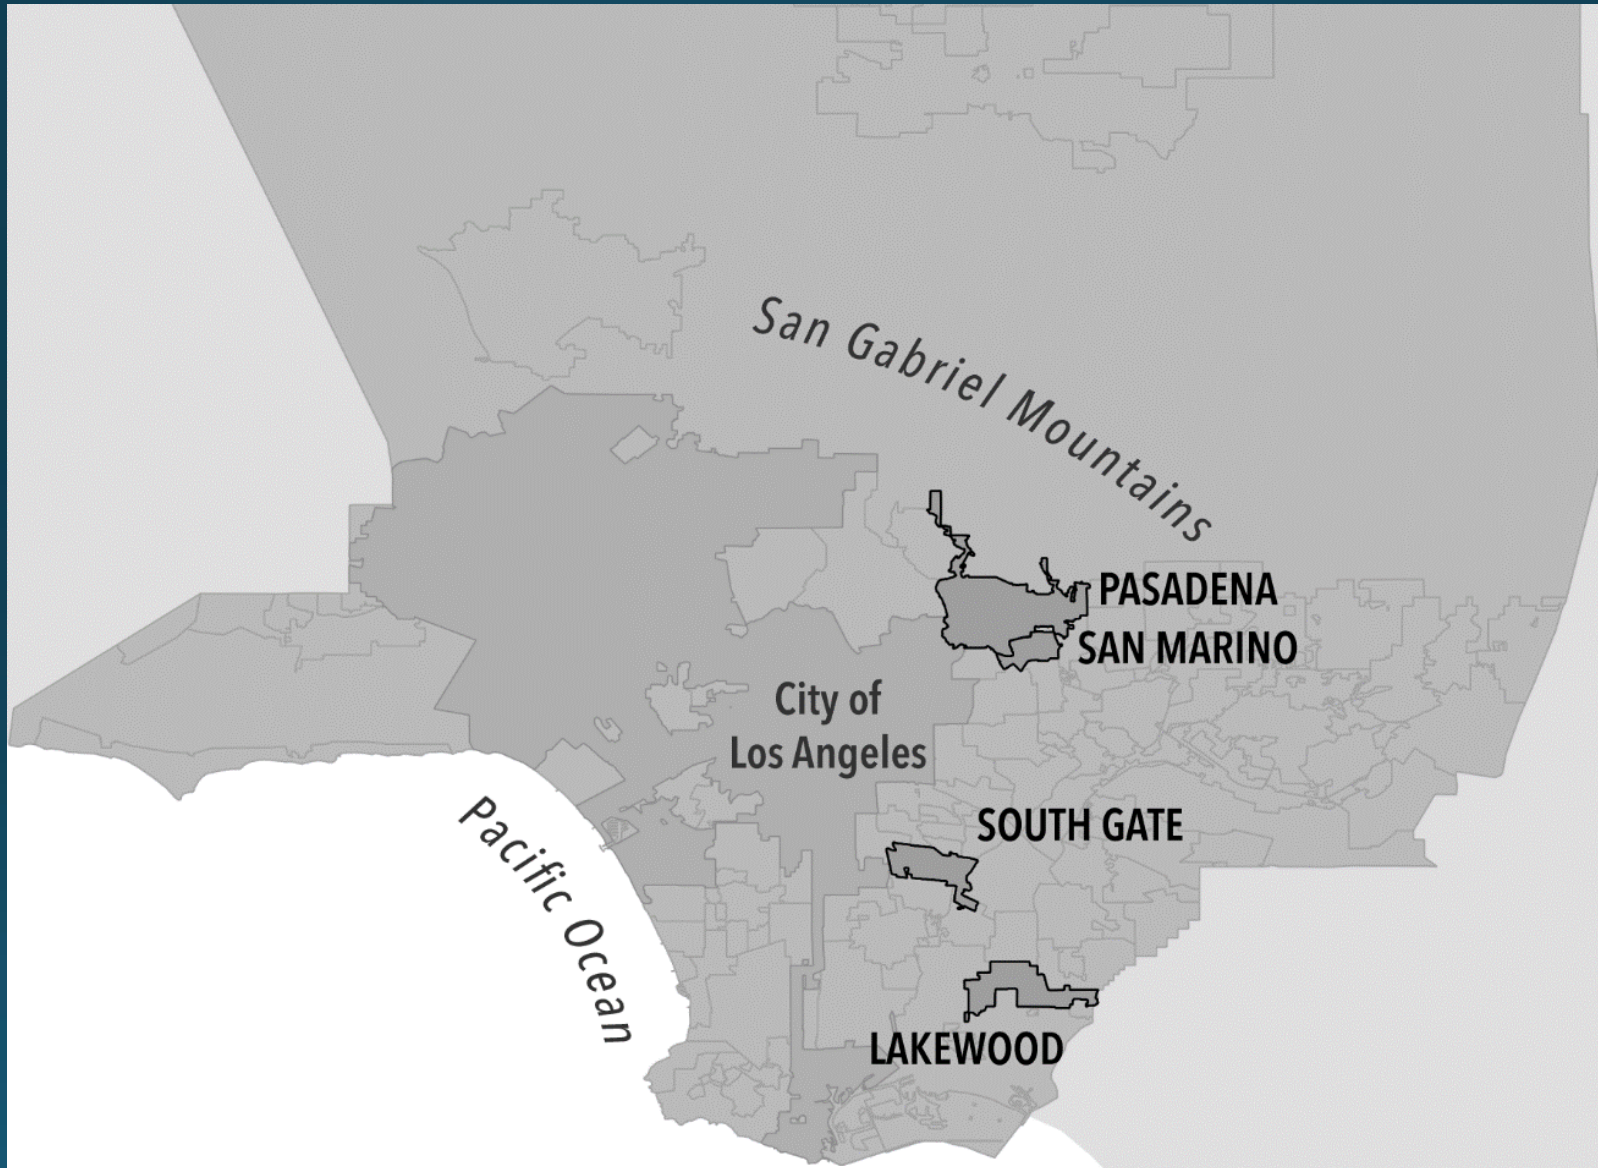 San Gabriel Mountains
PASADENA
SAN MARINO
City of
Los Angeles
SOUTH GATE
Pacific Ocean
LAKEWOOD